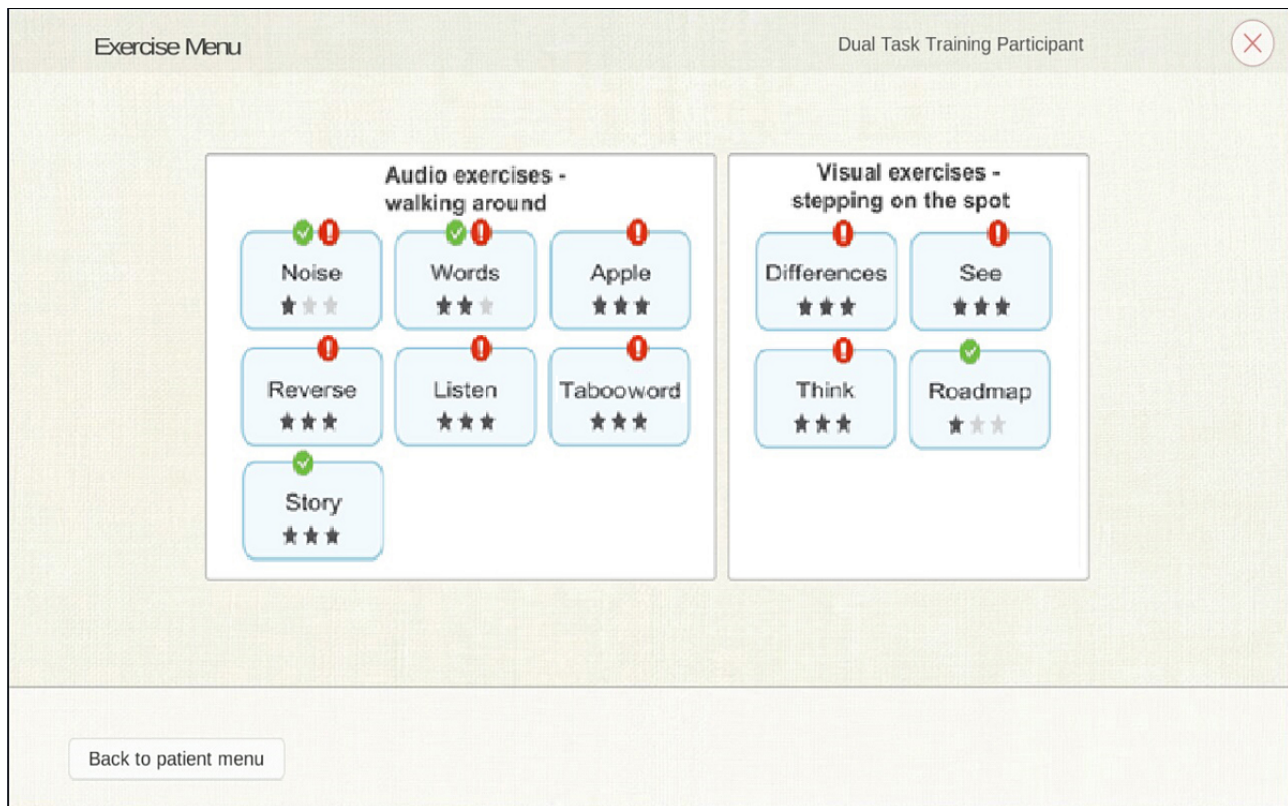 Exercise Menu
Dual Task Training Participant
Audio exercises -
walking around
Noise
Words
Apple
Reverse
Listen
Tabooword
Story
Visual exercises -
stepping on the spot
Differences
See
Think
Roadmap
Back to patient menu